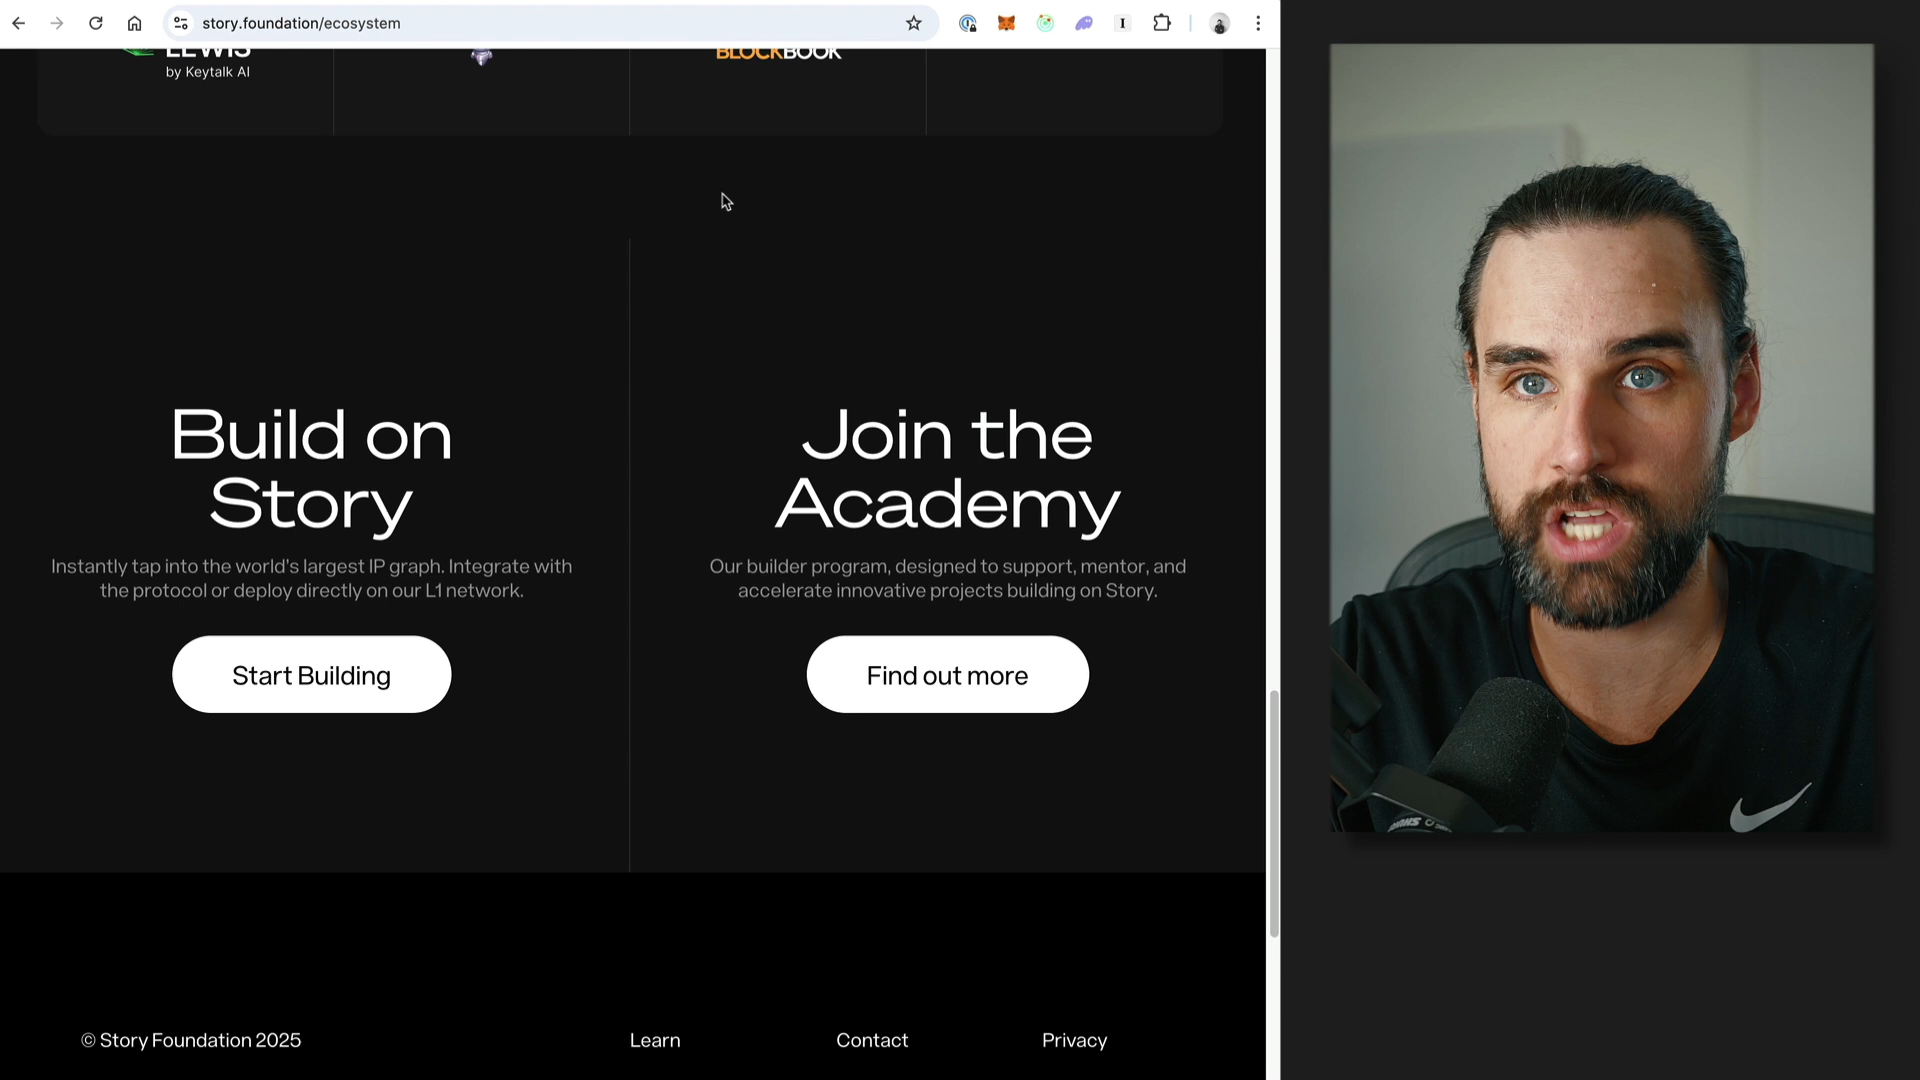 story.foundation/ecosystem
LEWIS
by Keytalk AI
BLOCKBOOK
Build on
Story
Instantly tap into the world's largest IP graph. Integrate with
the protocol or deploy directly on our L1 network.
Start Building
Join the
Academy
Our builder program, designed to support, mentor, and
accelerate innovative projects building on Story.
Find out more
© Story Foundation 2025
Learn
Contact
Privacy